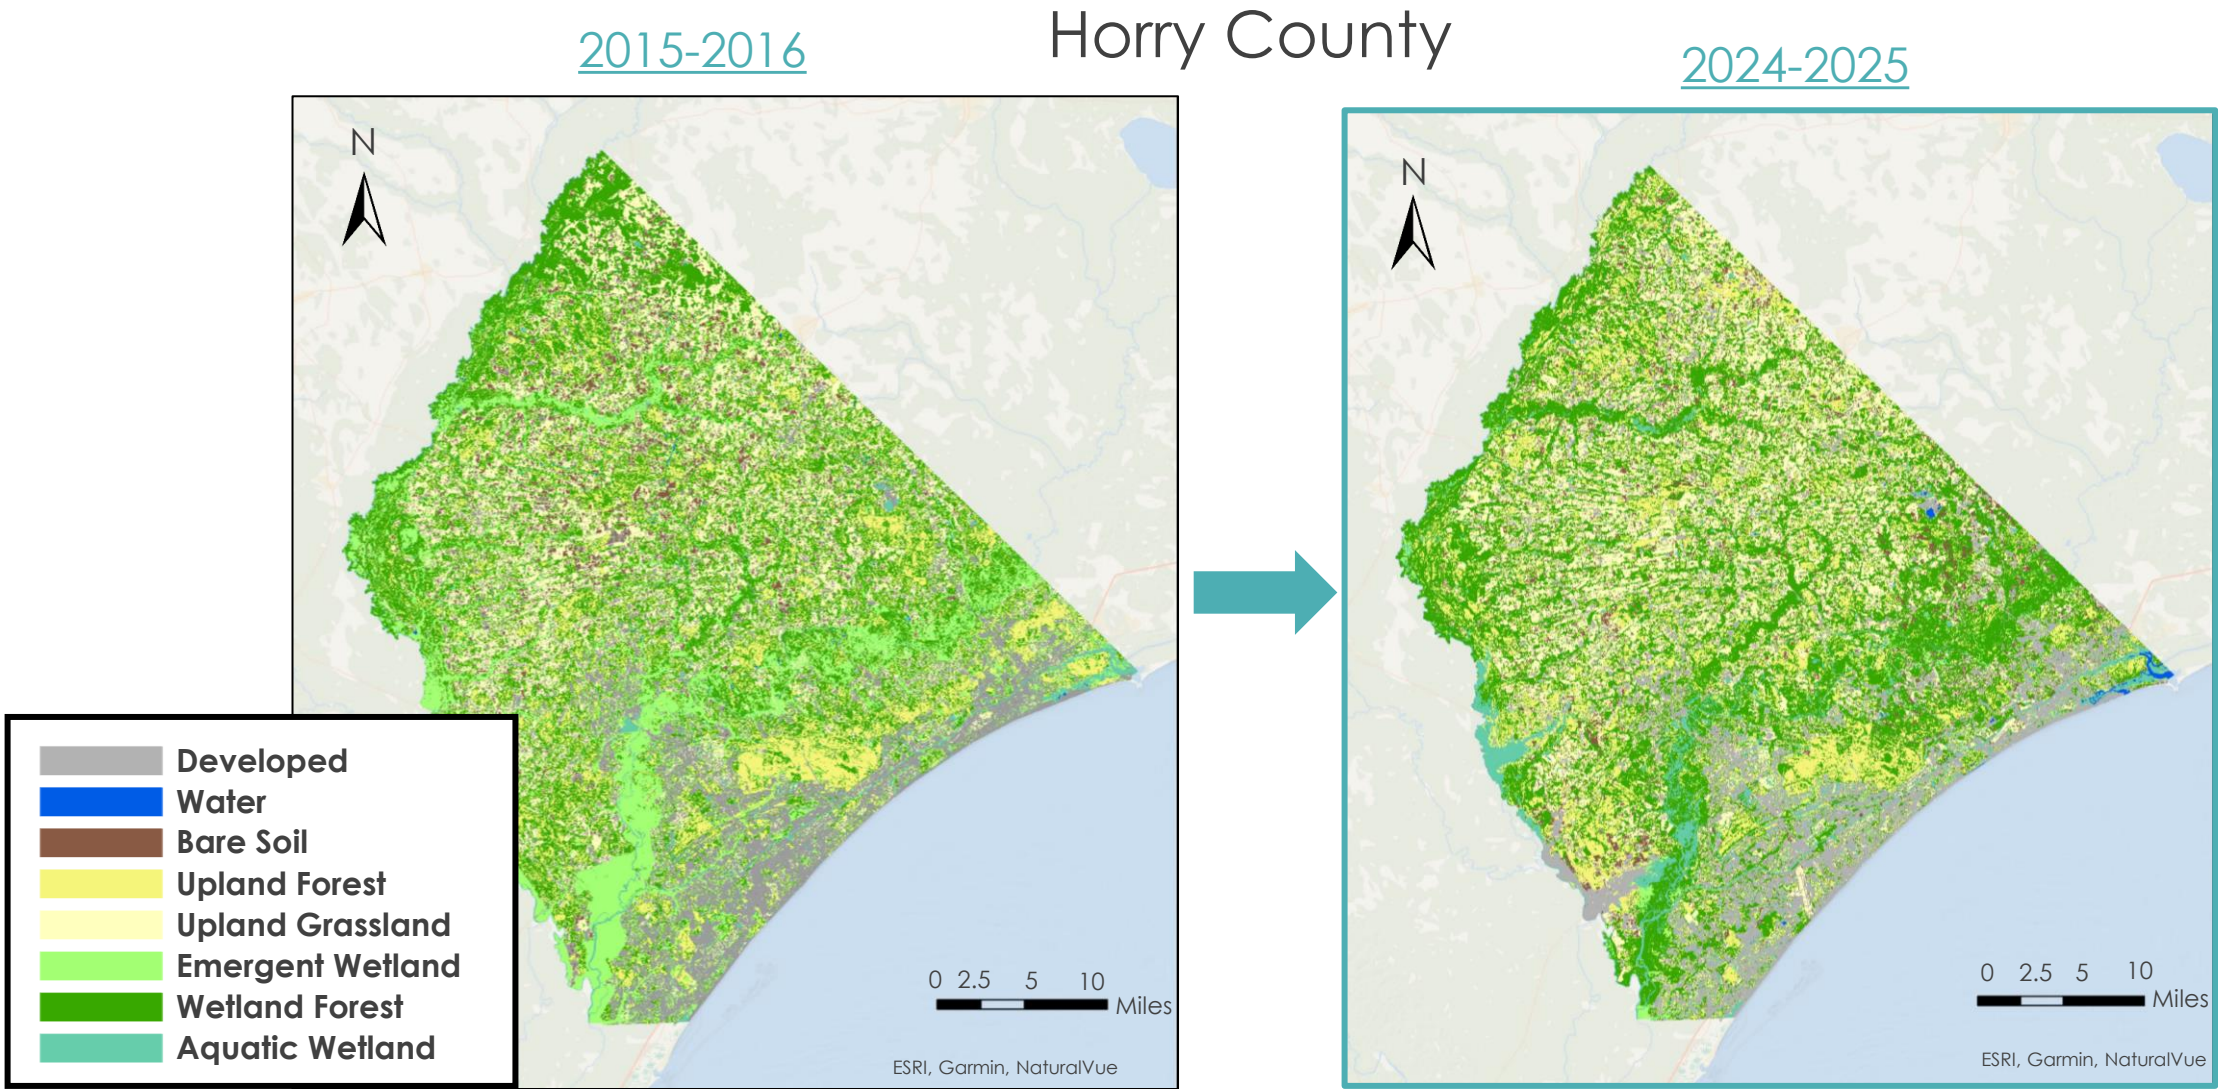 Horry County
2015-2016
2024-2025
N
N
Developed
Water
Bare Soil
Upland Forest
Upland Grassland
Emergent Wetland
Wetland Forest
Aquatic Wetland
0 2.5 5 10
Miles
ESRI, Garmin, NaturalVue
0 2.5 5 10
Miles
ESRI, Garmin, NaturalVue